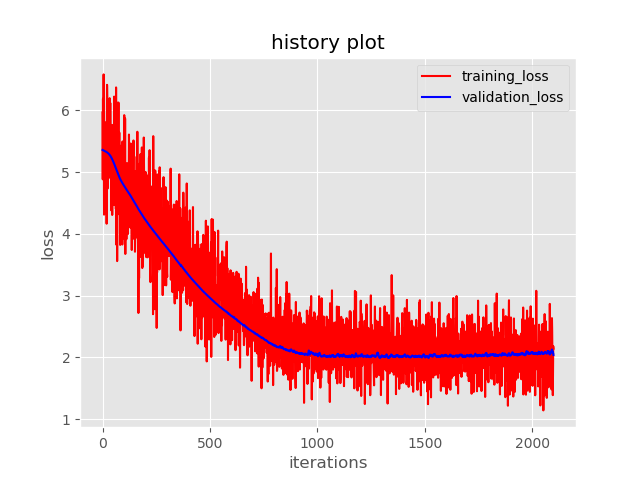 history plot
training_loss
validation_loss
6
5
4
3
2
1
loss
0
500
1000
1500
2000
iterations